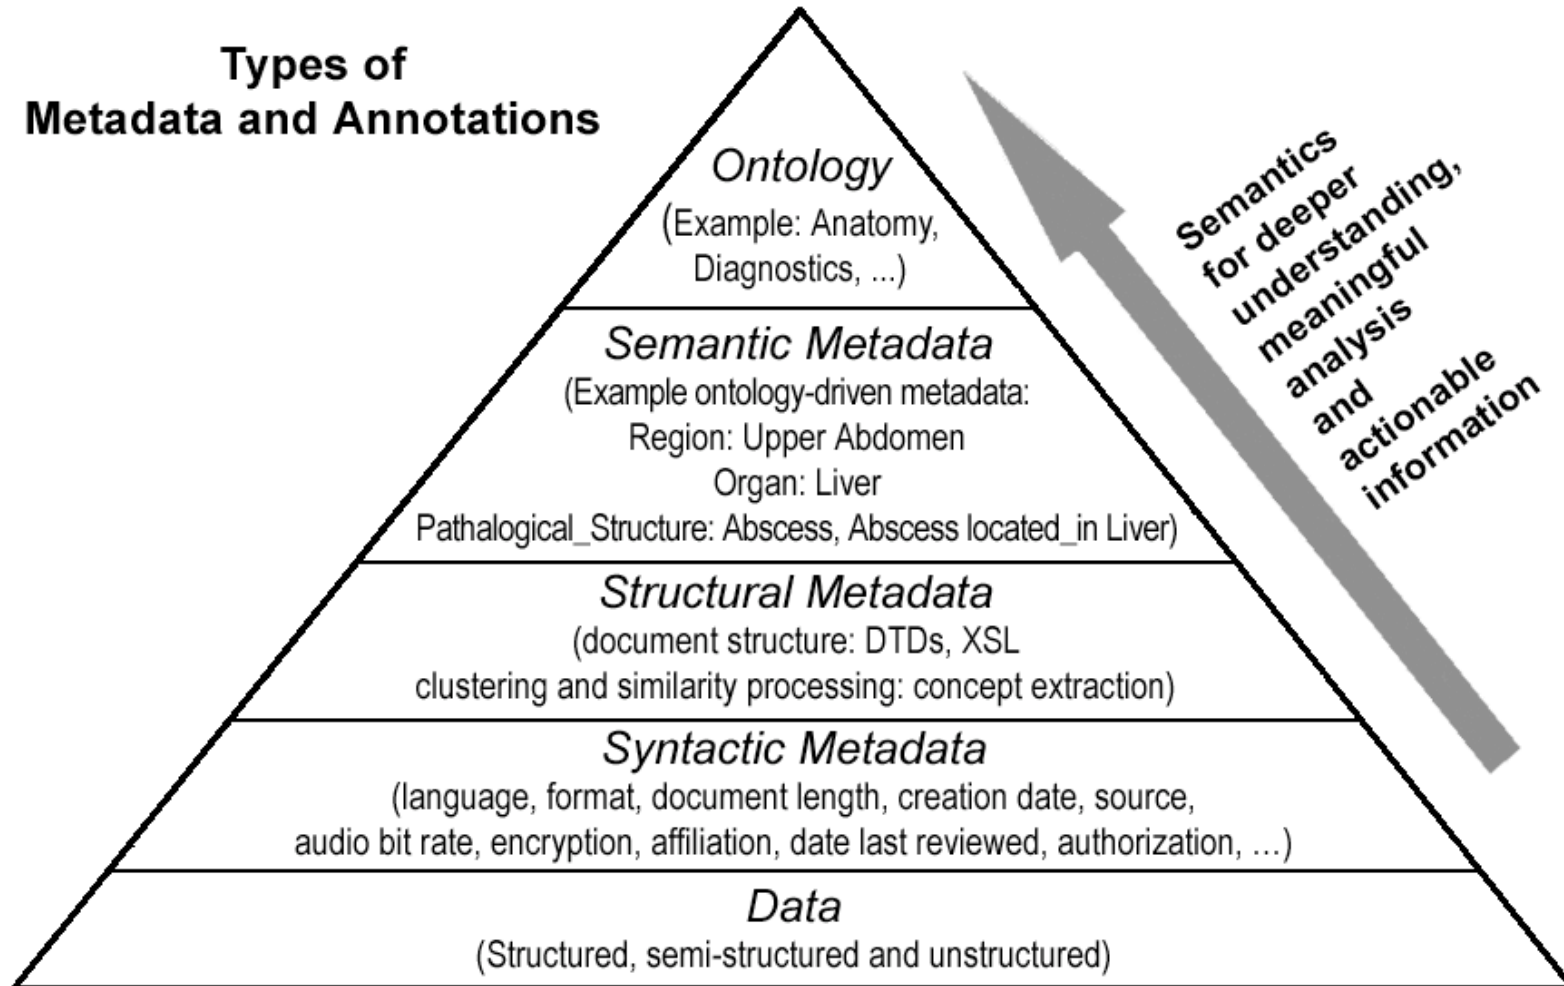 Types of
Metadata and Annotations
Ontology
(Example: Anatomy,
Diagnostics, ...)
Semantic Metadata
(Example ontology-driven metadata:
Region: Upper Abdomen
Organ: Liver
Pathalogical_Structure: Abscess, Abscess located_in Liver)
Structural Metadata
(document structure: DTDs, XSL
clustering and similarity processing: concept extraction)
Syntactic Metadata
(language, format, document length, creation date, source,
audio bit rate, encryption, affiliation, date last reviewed, authorization, …)
Data
(Structured, semi-structured and unstructured)
Semantics
for deeper
understanding,
meaningful
analysis
and
actionable
information